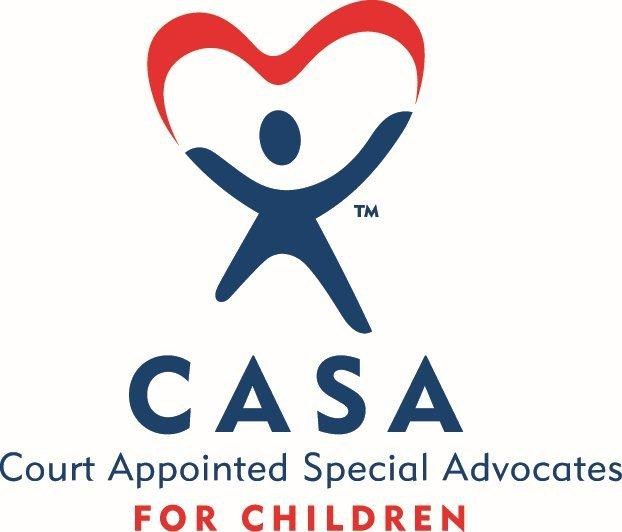 TM
CASA
Court Appointed Special Advocates
FOR CHILDREN